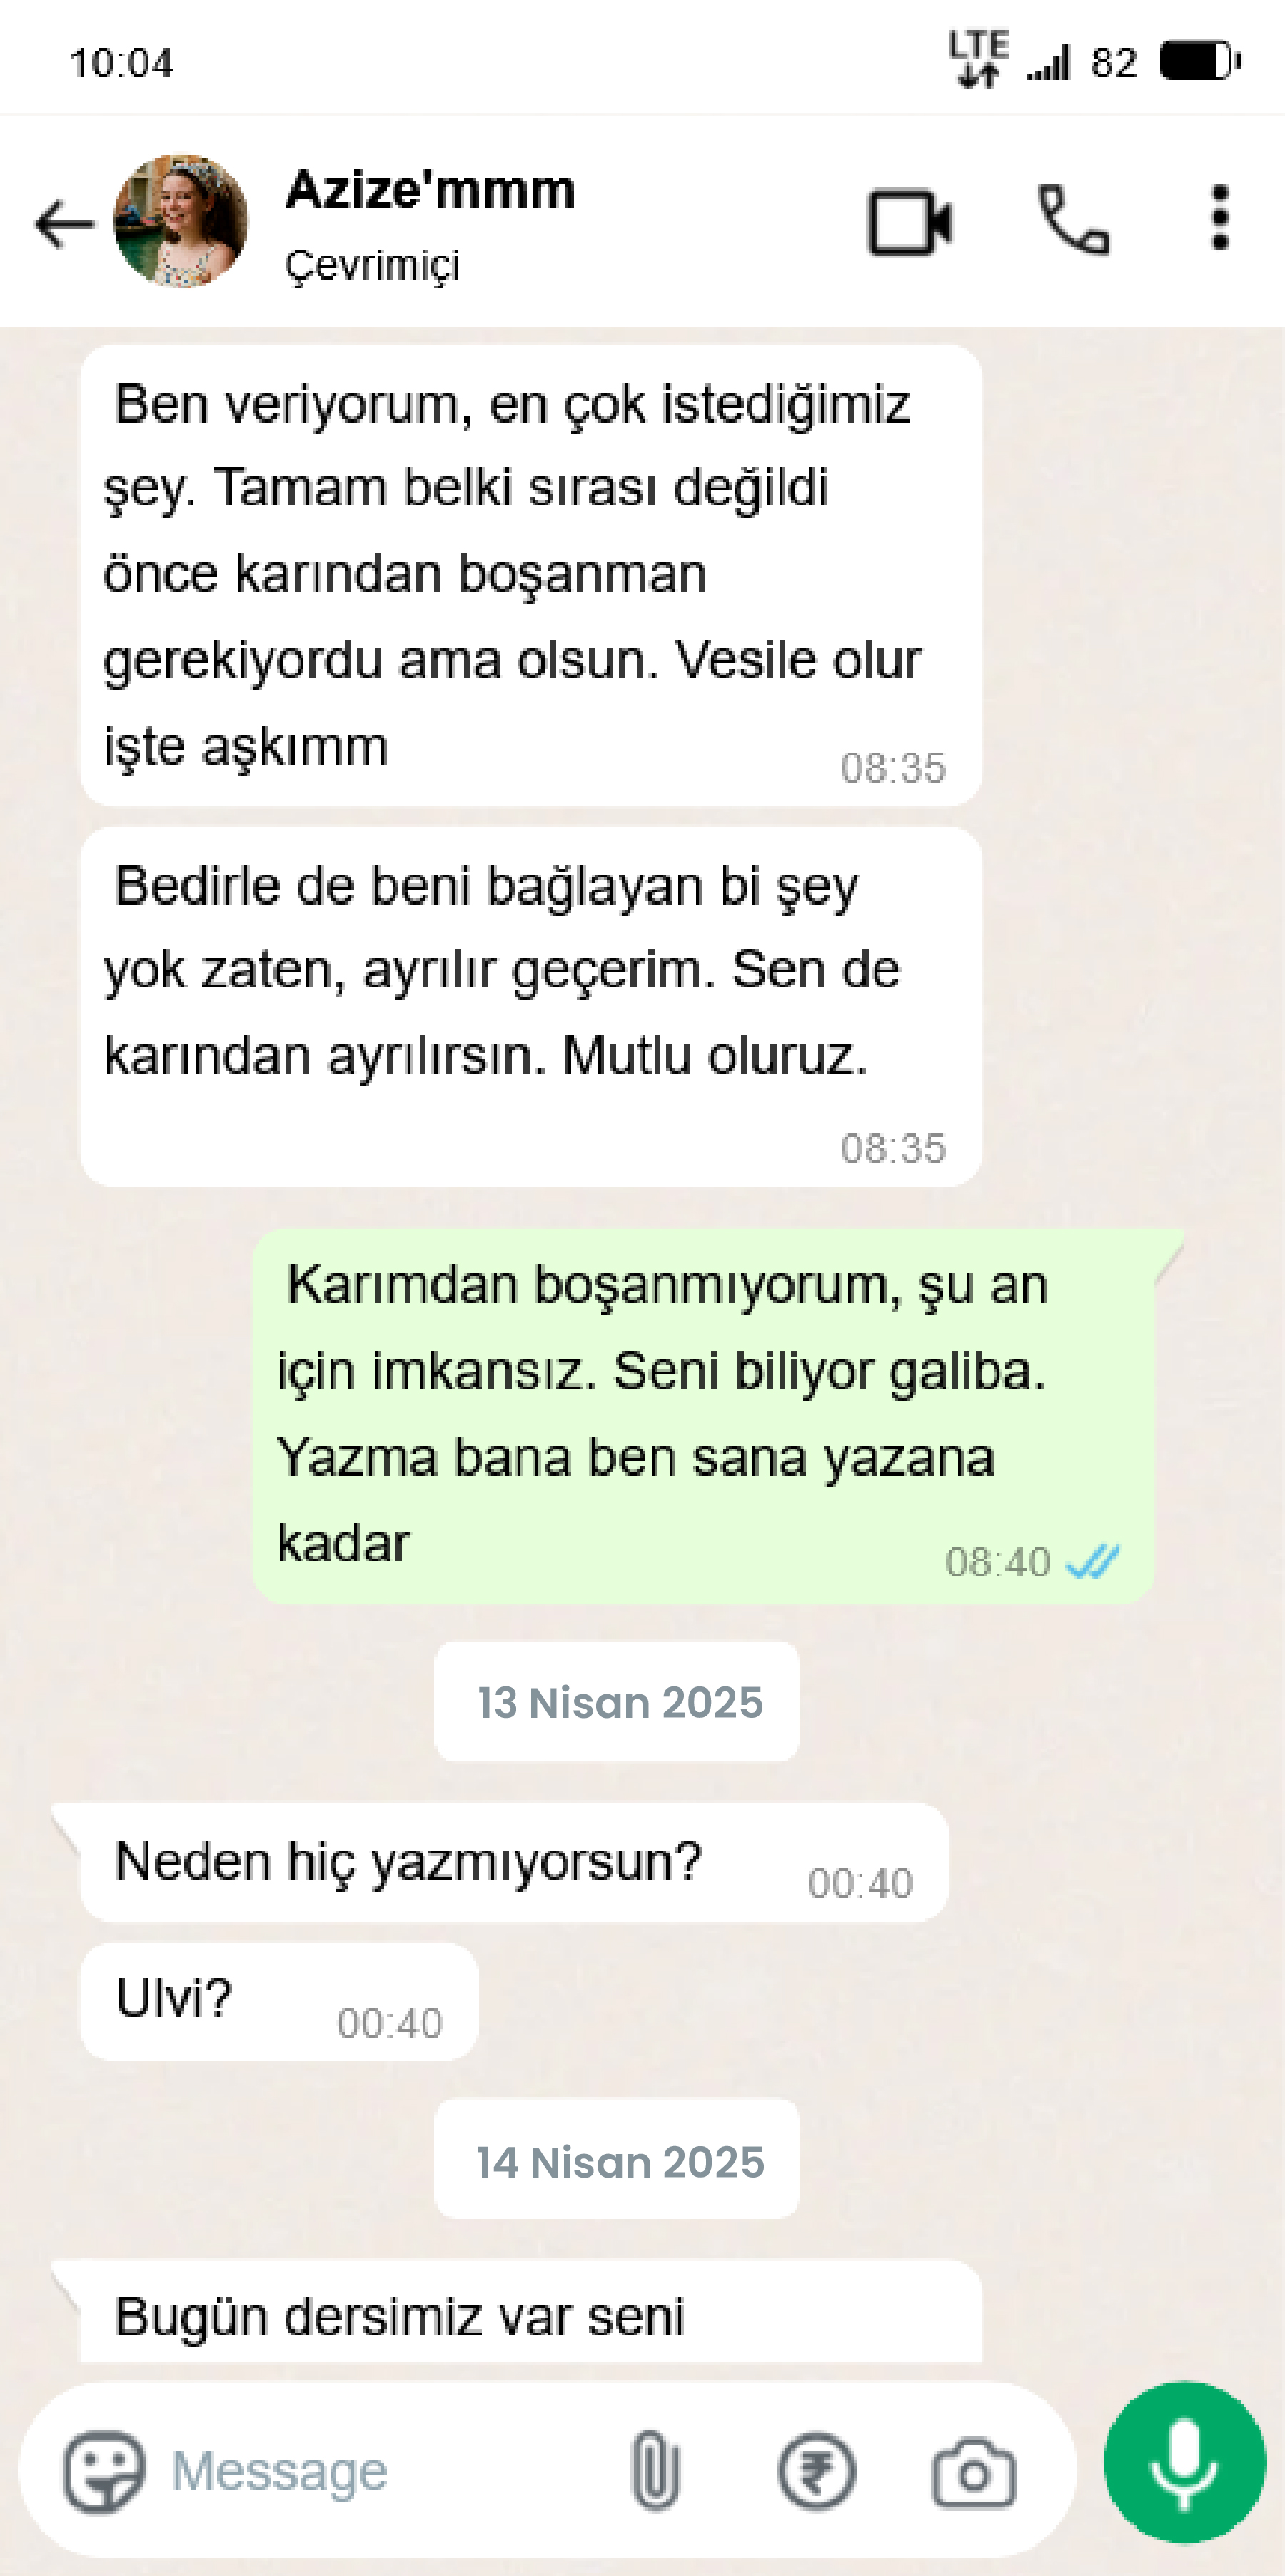 10:04
LTE
82
Azize'mmm
Çevrimiçi
Ben veriyorum, en çok istediğimiz
şey. Tamam belki sırası değildi
önce karından boşanman
gerekiyordu ama olsun. Vesile olur
işte aşkımm
08:35
Bedirle de beni bağlayan bi şey
yok zaten, ayrılır geçerim. Sen de
karından ayrılırsın. Mutlu oluruz.
08:35
Karımdan boşanmıyorum, şu an
için imkansız. Seni biliyor galiba.
Yazma bana ben sana yazana
kadar
08:40
13 Nisan 2025
Neden hiç yazmıyorsun?
00:40
Ulvi?
00:40
14 Nisan 2025
Bugün dersimiz var seni
Message